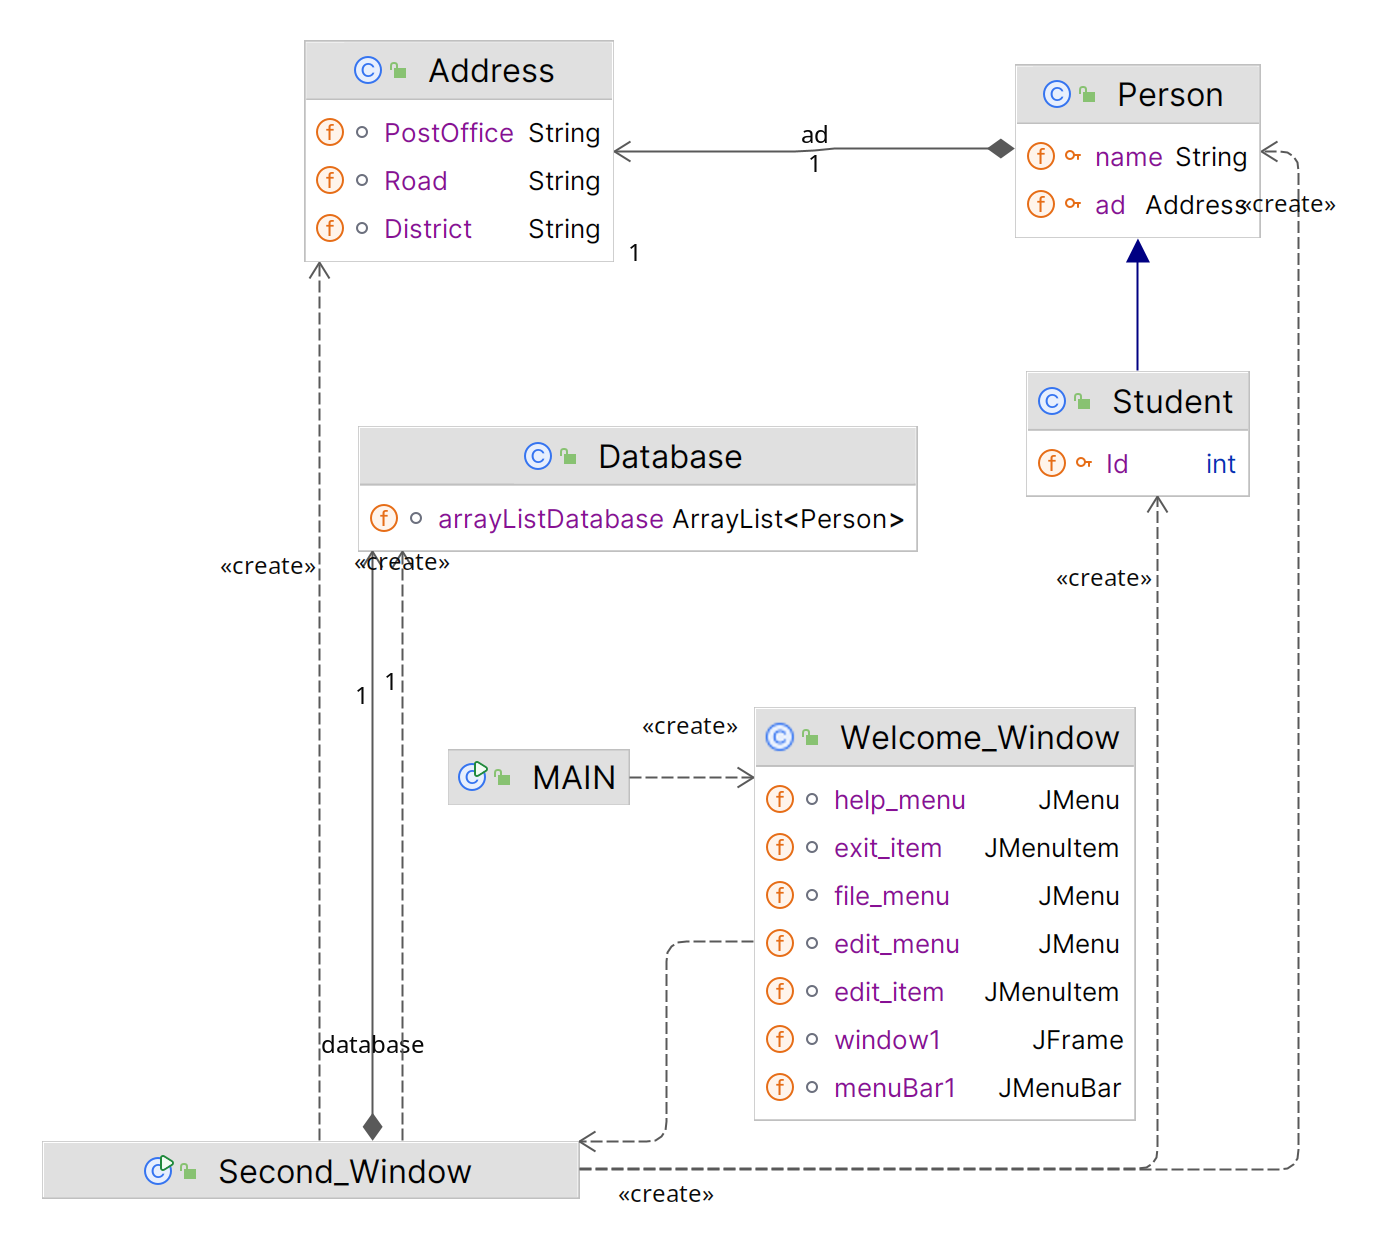 Address
PostOffice String
Road String
District String
ad
1
1
Person
name String
ad Address
«create»
Student
Id int
Database
arrayListDatabase ArrayList<Person>
«create»
«create»
«create»
1
1
«create»
MAIN
Welcome_Window
help_menu JMenu
exit_item JMenuItem
file_menu JMenu
edit_menu JMenu
edit_item JMenuItem
window1 JFrame
menuBar1 JMenuBar
database
Second_Window
«create»